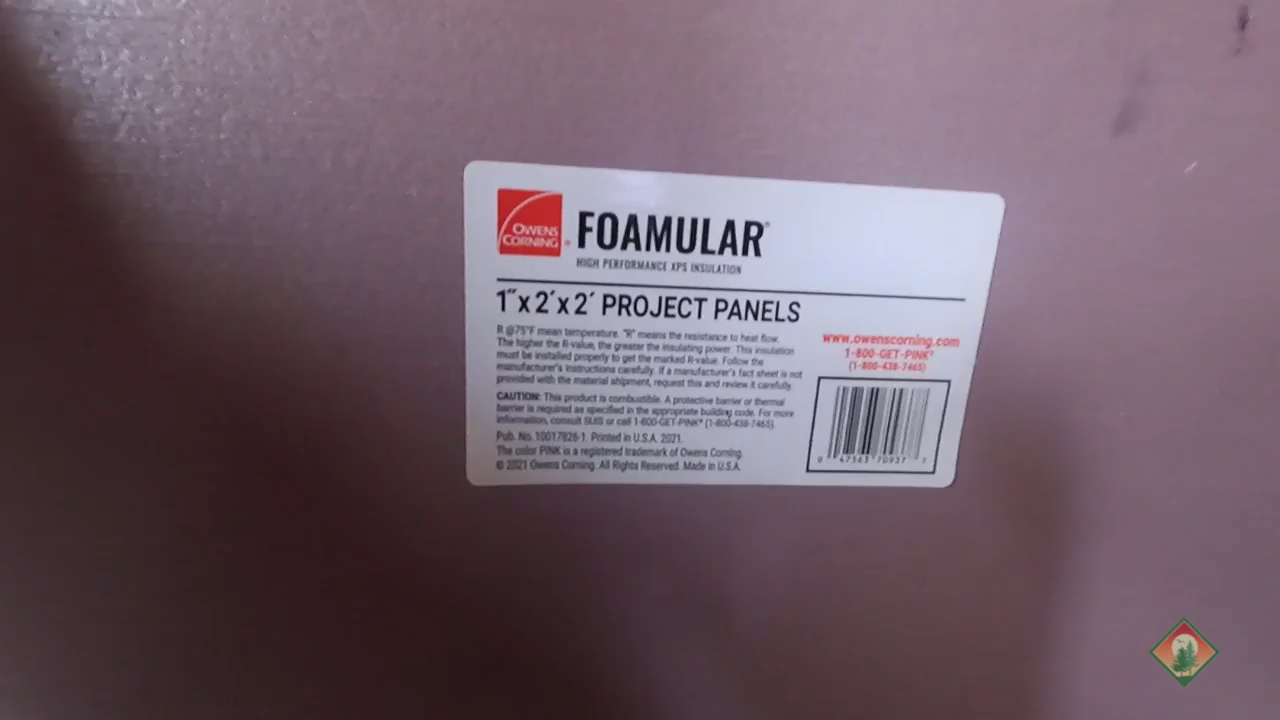 OWENS
CORNING
FOAMULAR®
HIGH PERFORMANCE XPS INSULATION
1″ x 2′ x 2′ PROJECT PANELS
R @75°F mean temperature. "R" means the resistance to heat flow.
The higher the R-value, the greater the insulating power. This insulation
must be installed properly to get the marked R-value. Follow the
manufacturer's instructions carefully. If a manufacturer's fact sheet is not
provided with the material shipment, request this and review it carefully.
CAUTION: This product is combustible. A protective barrier or thermal
barrier is required as specified in the appropriate building code. For more
information, consult SUIS or call 1-800-GET-PINK® (1-800-438-7465).
Pub. No. 10017826-1. Printed in U.S.A. 2021.
The color PINK is a registered trademark of Owens Corning.
© 2021 Owens Corning. All Rights Reserved. Made in U.S.A.
www.owenscorning.com
1-800-GET-PINK®
(1-800-438-7465)
0 47563 70937 7